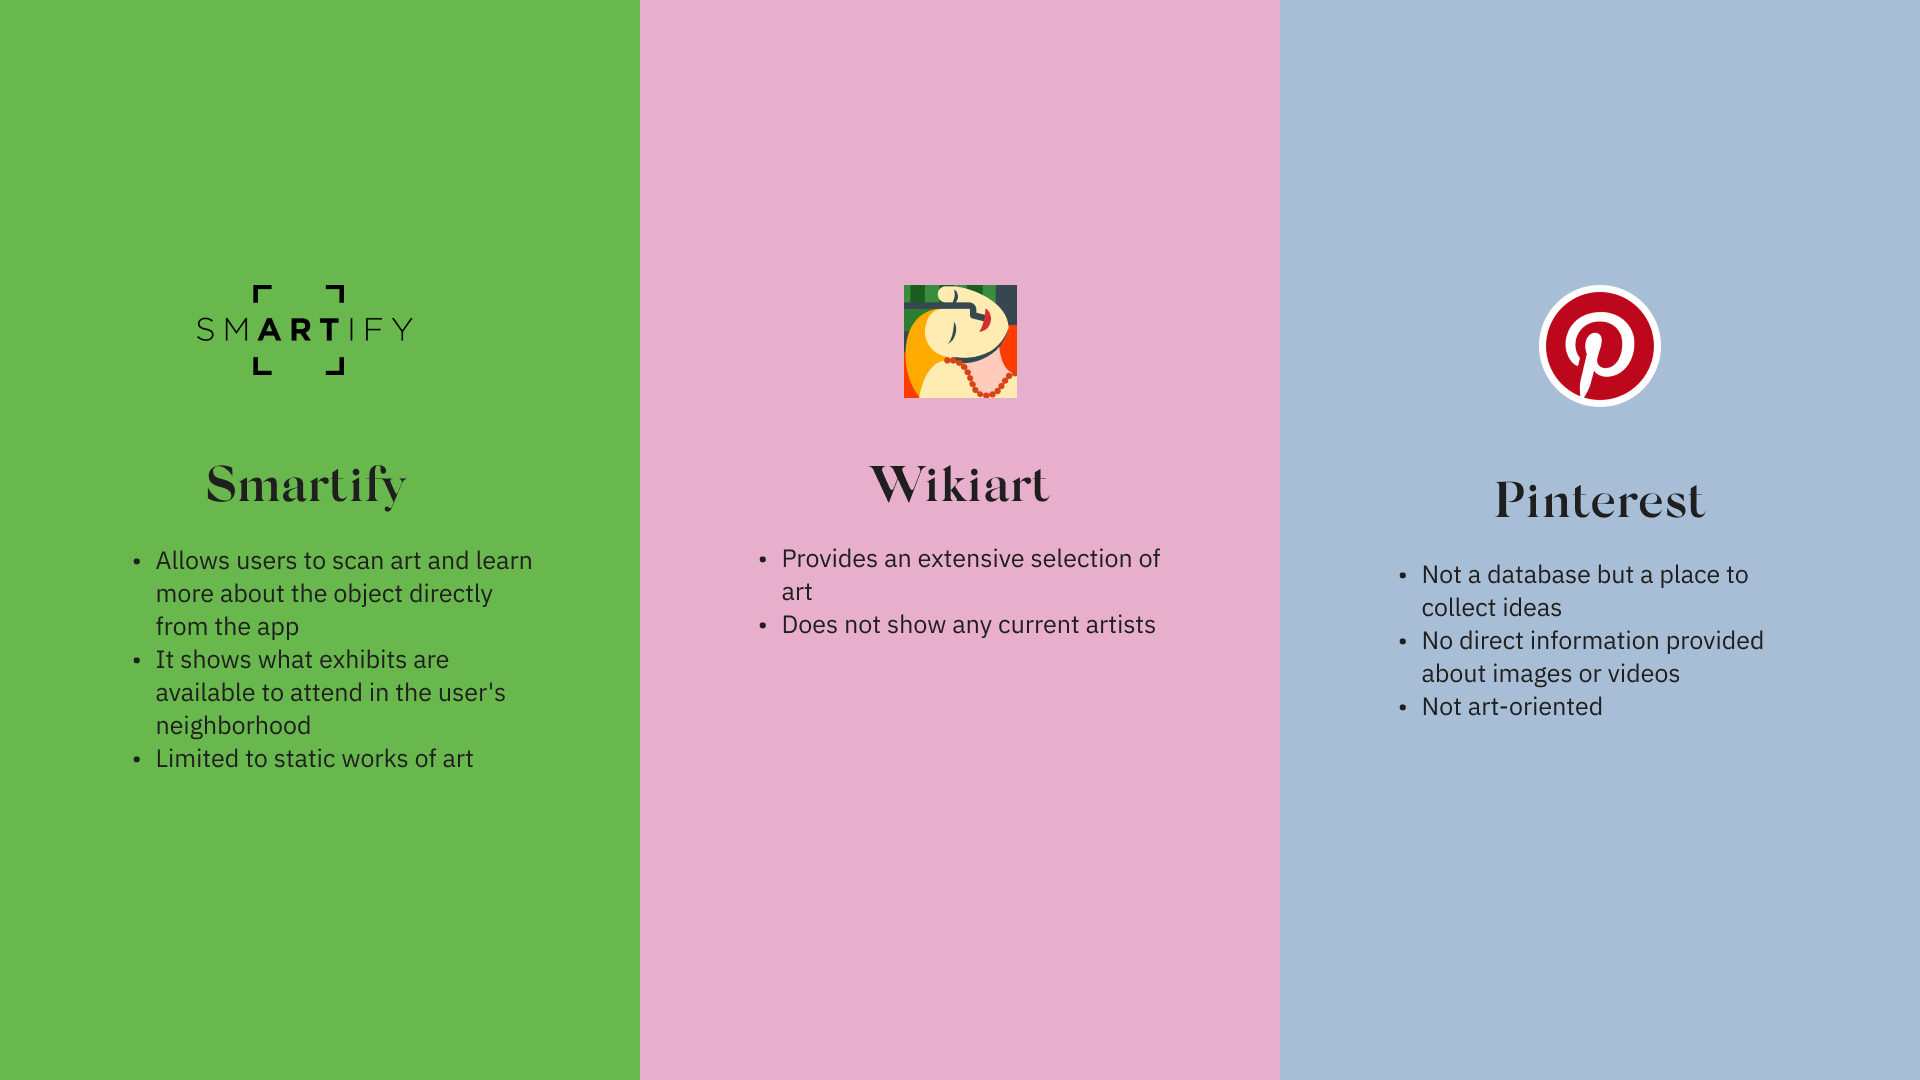 SMARTIFY
Smartify
• Allows users to scan art and learn
more about the object directly
from the app
• It shows what exhibits are
available to attend in the user's
neighborhood
• Limited to static works of art
Wikiart
• Provides an extensive selection of
art
• Does not show any current artists
Pinterest
• Not a database but a place to
collect ideas
• No direct information provided
about images or videos
• Not art-oriented